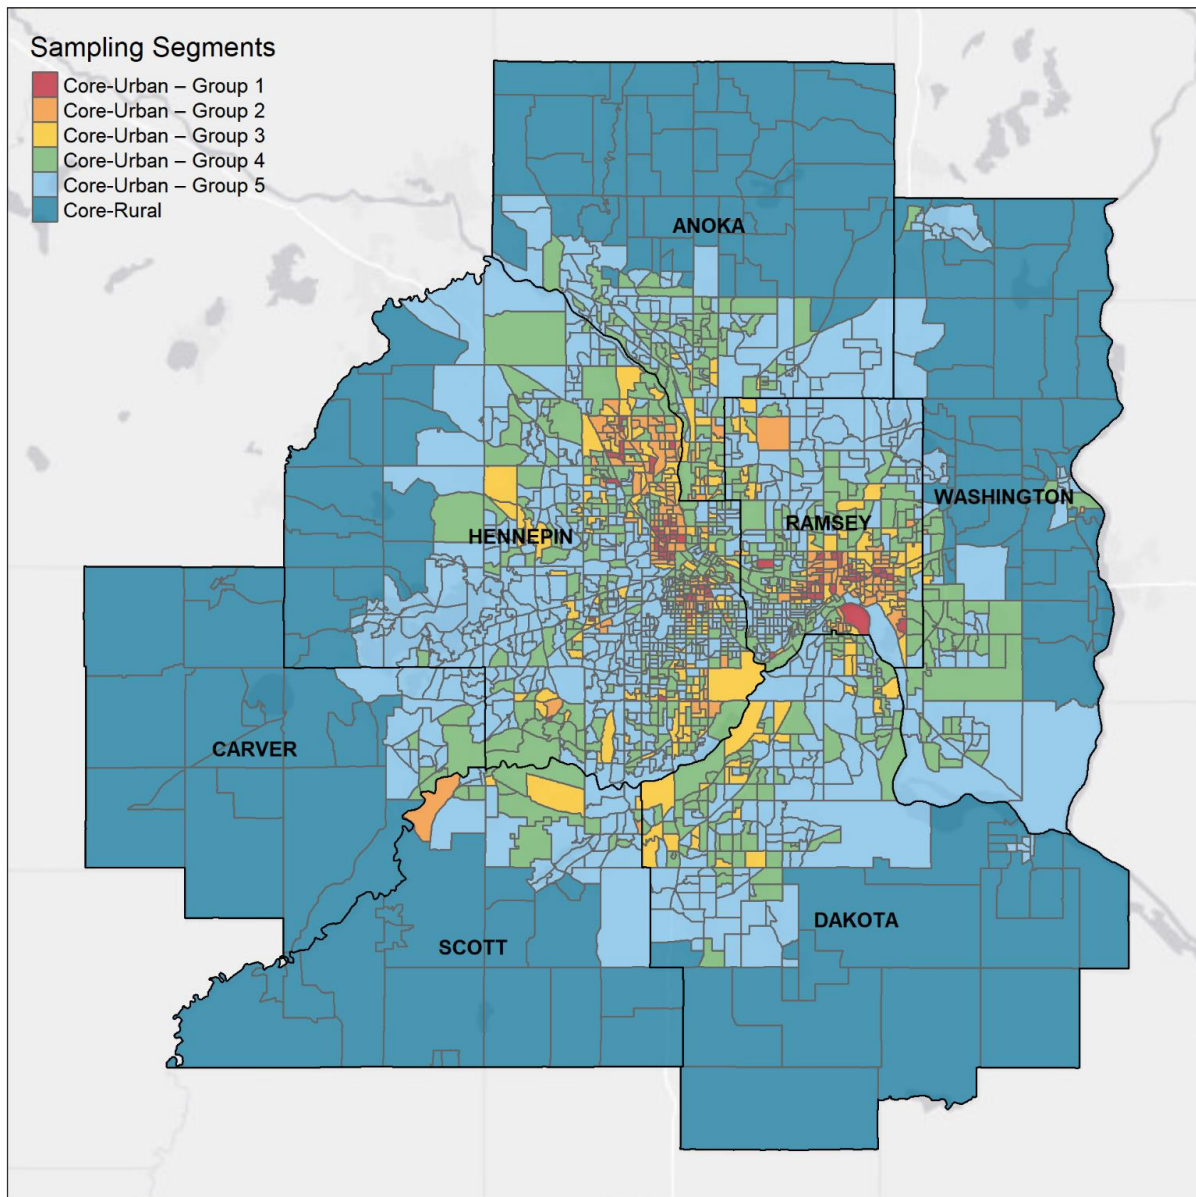 Sampling Segments
Core-Urban – Group 1
Core-Urban – Group 2
Core-Urban – Group 3
Core-Urban – Group 4
Core-Urban – Group 5
Core-Rural
ANOKA
WASHINGTON
RAMSEY
HENNEPIN
CARVER
DAKOTA
SCOTT